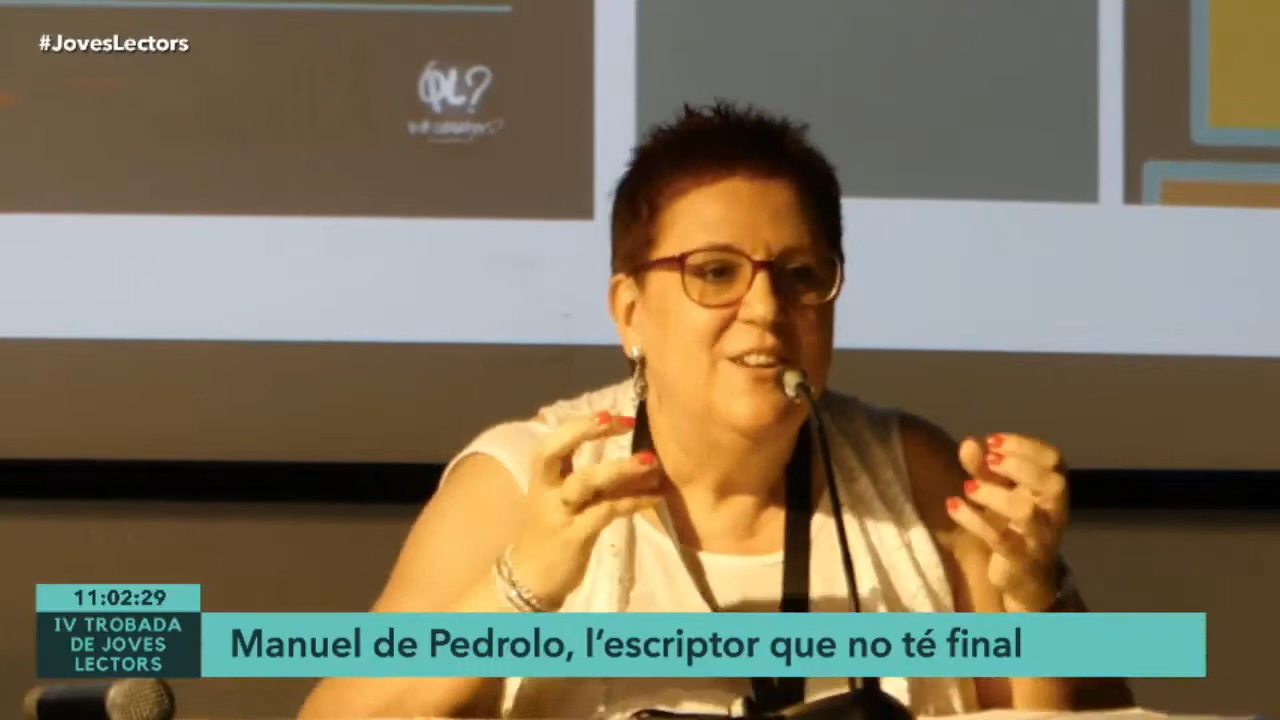 #JovesLectors
QL?
11:02:29
IV TROBADA
DE JOVES
LECTORS
Manuel de Pedrolo, l’escriptor que no té final